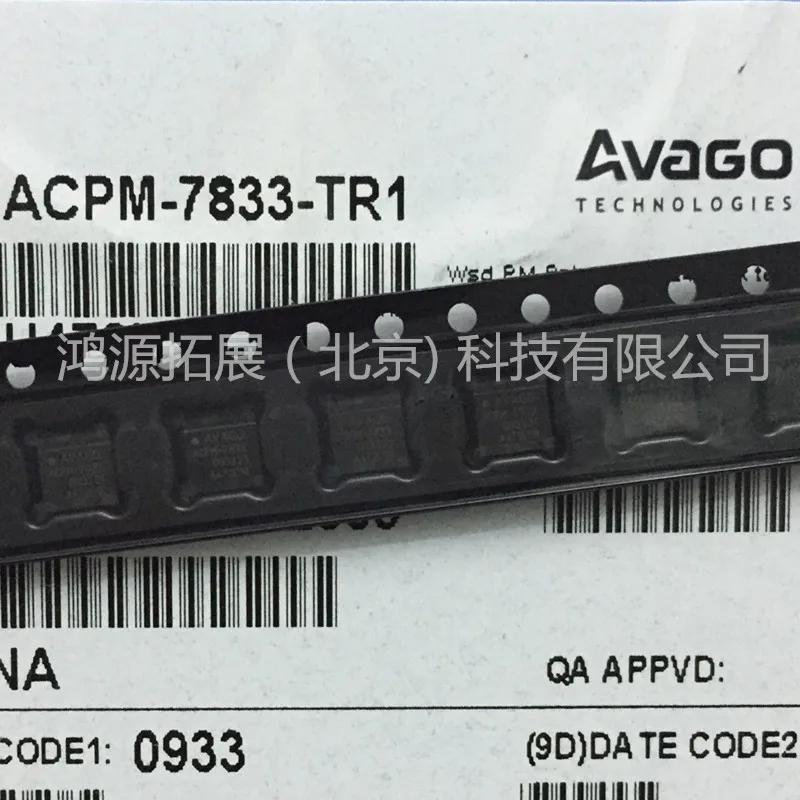 AVAGO
TECHNOLOGIES
ACPM-7833-TR1
鸿源拓展（北京)科技有限公司
NA
QA APPVD:
CODE1: 0933
(9D)DATE CODE2